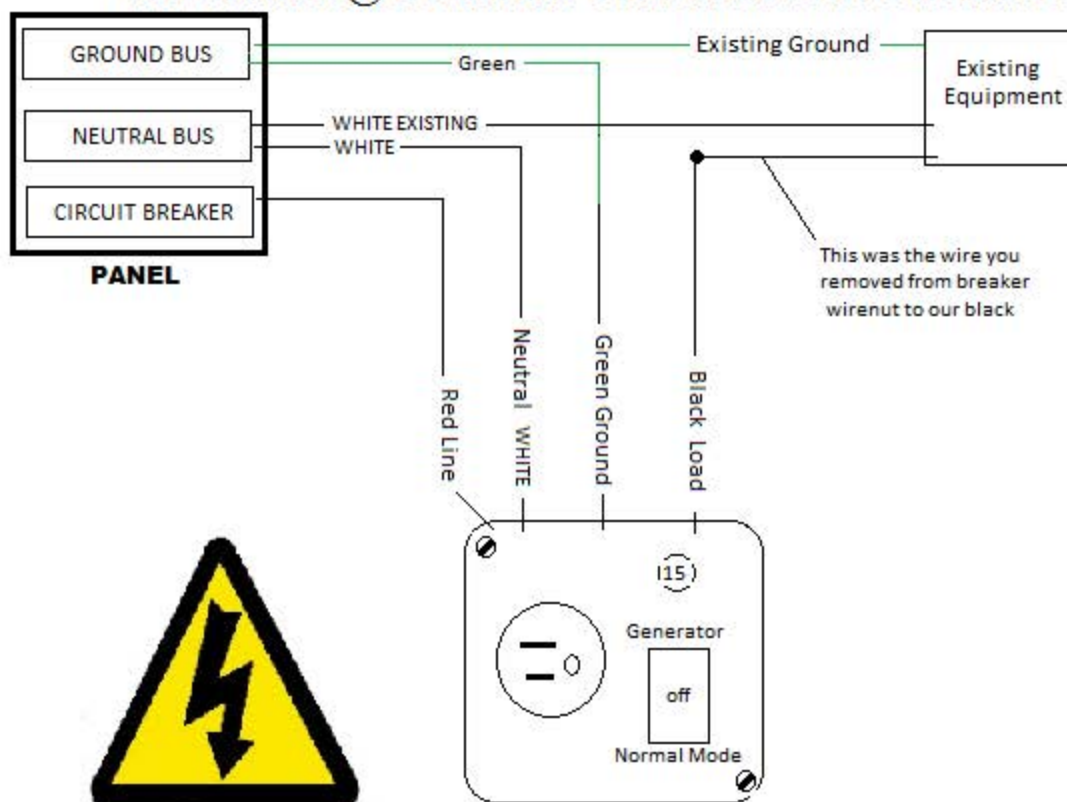 GROUND BUS
Existing Ground
Green
Existing
Equipment
WHITE EXISTING
NEUTRAL BUS
WHITE
CIRCUIT BREAKER
PANEL
This was the wire you
removed from breaker
wirenut to our black
Red Line
Neutral WHITE
Green Ground
Black Load
15
Generator
off
Normal Mode